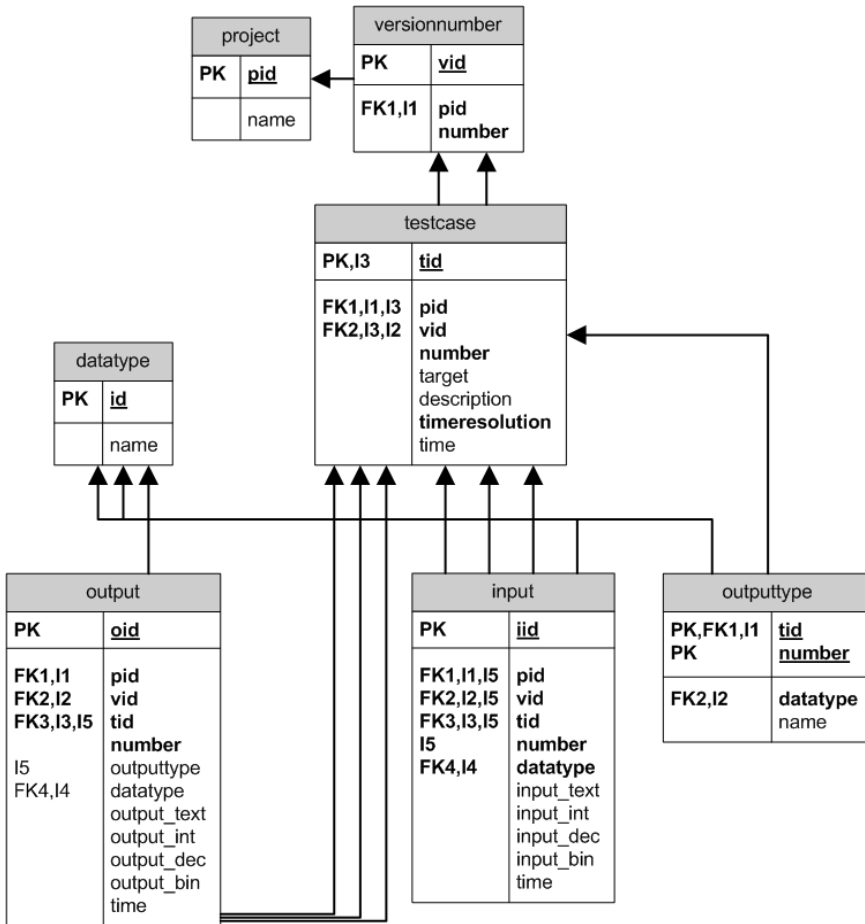 project
PK pid
name
versionnumber
PK vid
FK1,I1 pid
number
testcase
PK,I3 tid
FK1,I1,I3 pid
FK2,I3,I2 vid
number
target
description
timeresolution
time
datatype
PK id
name
output
PK oid
FK1,I1 pid
FK2,I2 vid
FK3,I3,I5 tid
number
I5 outputtype
FK4,I4 datatype
output_text
output_int
output_dec
output_bin
time
input
PK iid
FK1,I1,I5 pid
FK2,I2,I5 vid
FK3,I3,I5 tid
I5 number
FK4,I4 datatype
input_text
input_int
input_dec
input_bin
time
outputtype
PK,FK1,I1 tid
PK number
FK2,I2 datatype
name